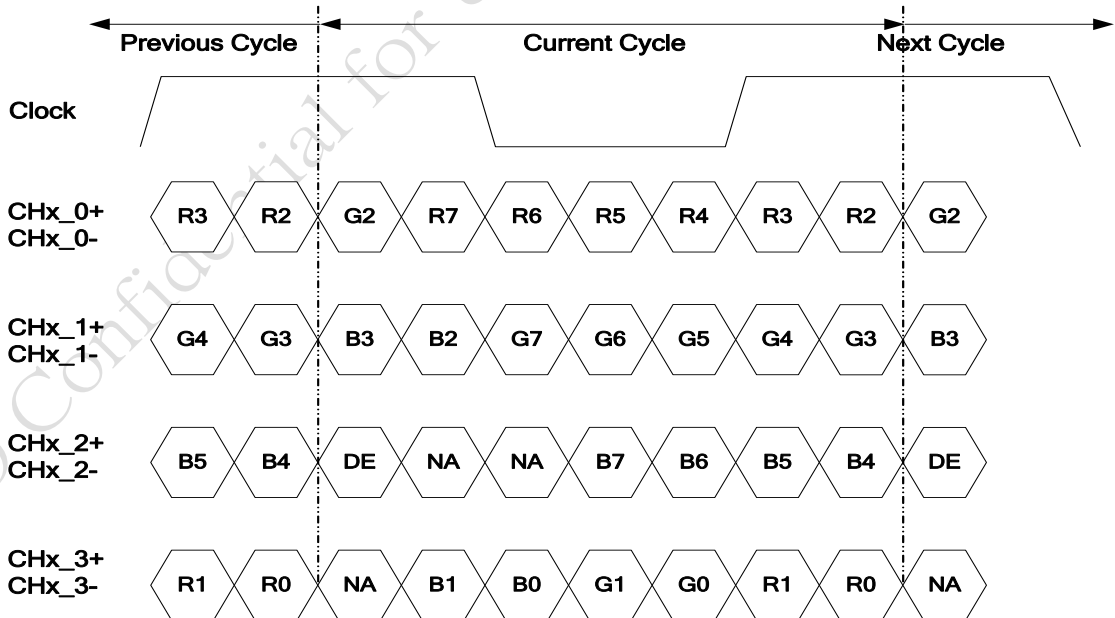 Previous Cycle Current Cycle Next Cycle
Clock
CHx_0+
CHx_0-
R3 R2 G2 R7 R6 R5 R4 R3 R2 G2
CHx_1+
CHx_1-
G4 G3 B3 B2 G7 G6 G5 G4 G3 B3
CHx_2+
CHx_2-
B5 B4 DE NA NA B7 B6 B5 B4 DE
CHx_3+
CHx_3-
R1 R0 NA B1 B0 G1 G0 R1 R0 NA
Confidential for